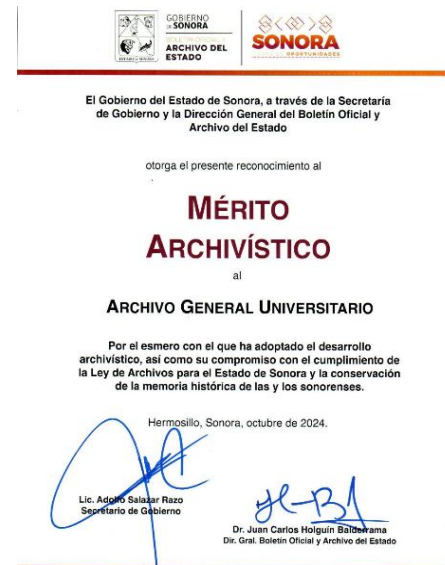 GOBIERNO
DE SONORA
BOLETÍN OFICIAL Y
ARCHIVO DEL
ESTADO
SONORA
OPORTUNIDADES
El Gobierno del Estado de Sonora, a través de la Secretaría
de Gobierno y la Dirección General del Boletín Oficial y
Archivo del Estado
otorga el presente reconocimiento al
MÉRITO
ARCHIVÍSTICO
al
ARCHIVO GENERAL UNIVERSITARIO
Por el esmero con el que ha adoptado el desarrollo
archivístico, así como su compromiso con el cumplimiento de
la Ley de Archivos para el Estado de Sonora y la conservación
de la memoria histórica de las y los sonorenses.
Hermosillo, Sonora, octubre de 2024.
Lic. Adolfo Salazar Razo
Secretario de Gobierno
Dr. Juan Carlos Holguín Balderrama
Dir. Gral. Boletín Oficial y Archivo del Estado